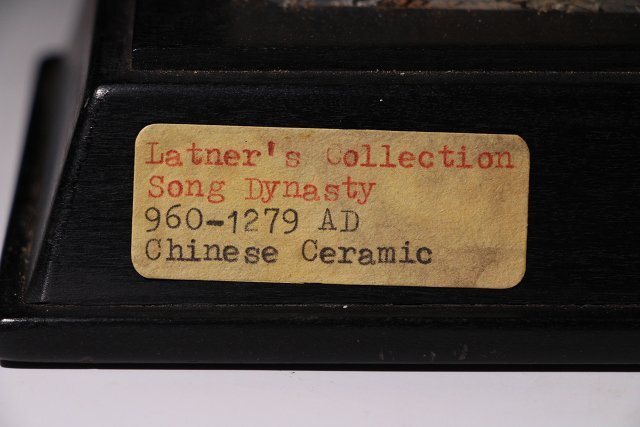 Latner's Collection
Song Dynasty
960-1279 AD
Chinese Ceramic